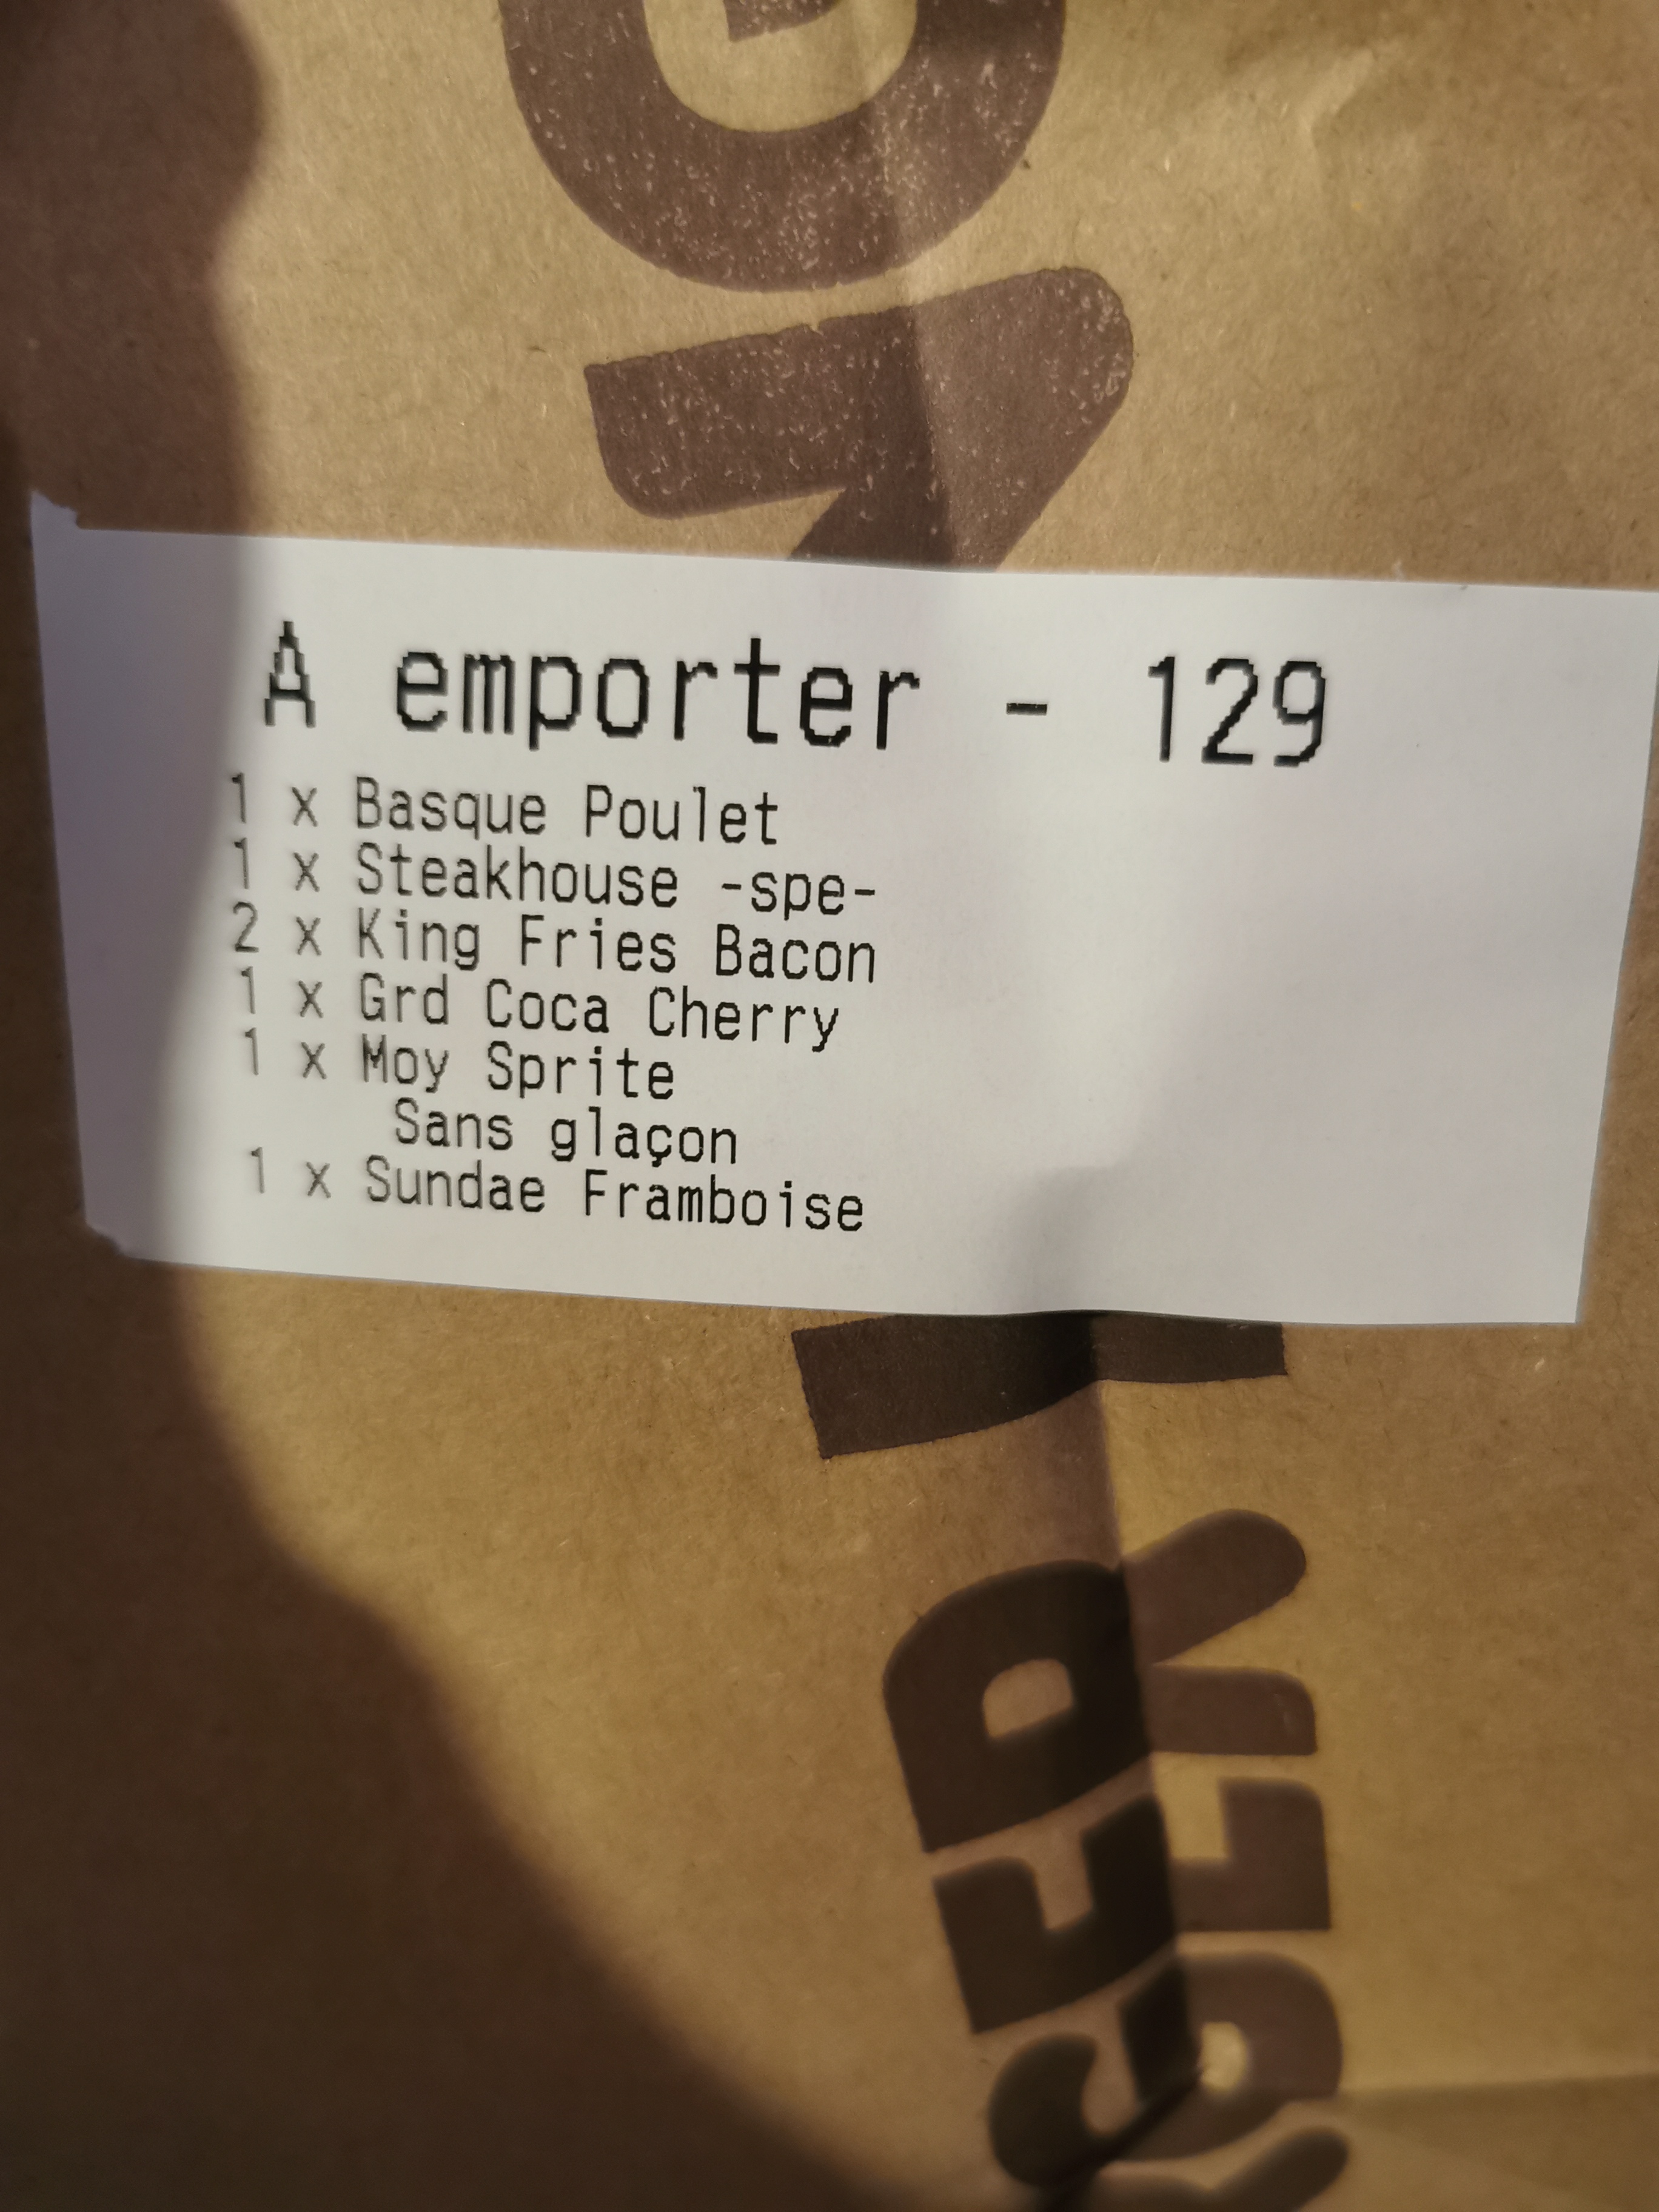 A emporter - 129
1 x Basque Poulet
1 x Steakhouse -spe-
2 x King Fries Bacon
1 x Grd Coca Cherry
1 x Moy Sprite
Sans glaçon
1 x Sundae Framboise